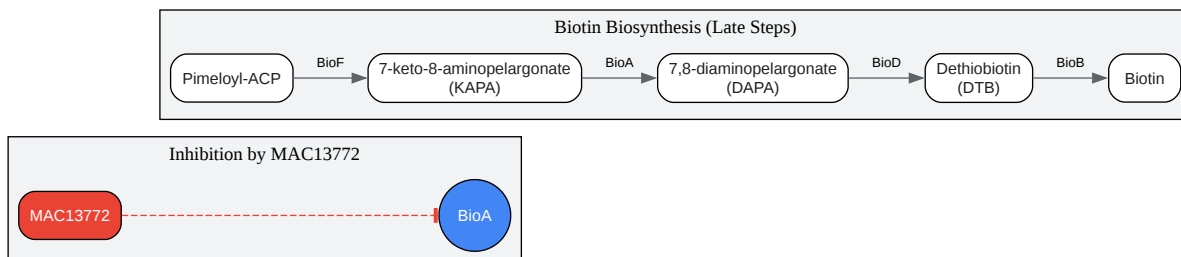 Biotin Biosynthesis (Late Steps)
Pimeloyl-ACP
BioF
7-keto-8-aminopelargonate
(KAPA)
BioA
7,8-diaminopelargonate
(DAPA)
BioD
Dethiobiotin
(DTB)
BioB
Biotin
Inhibition by MAC13772
MAC13772
BioA